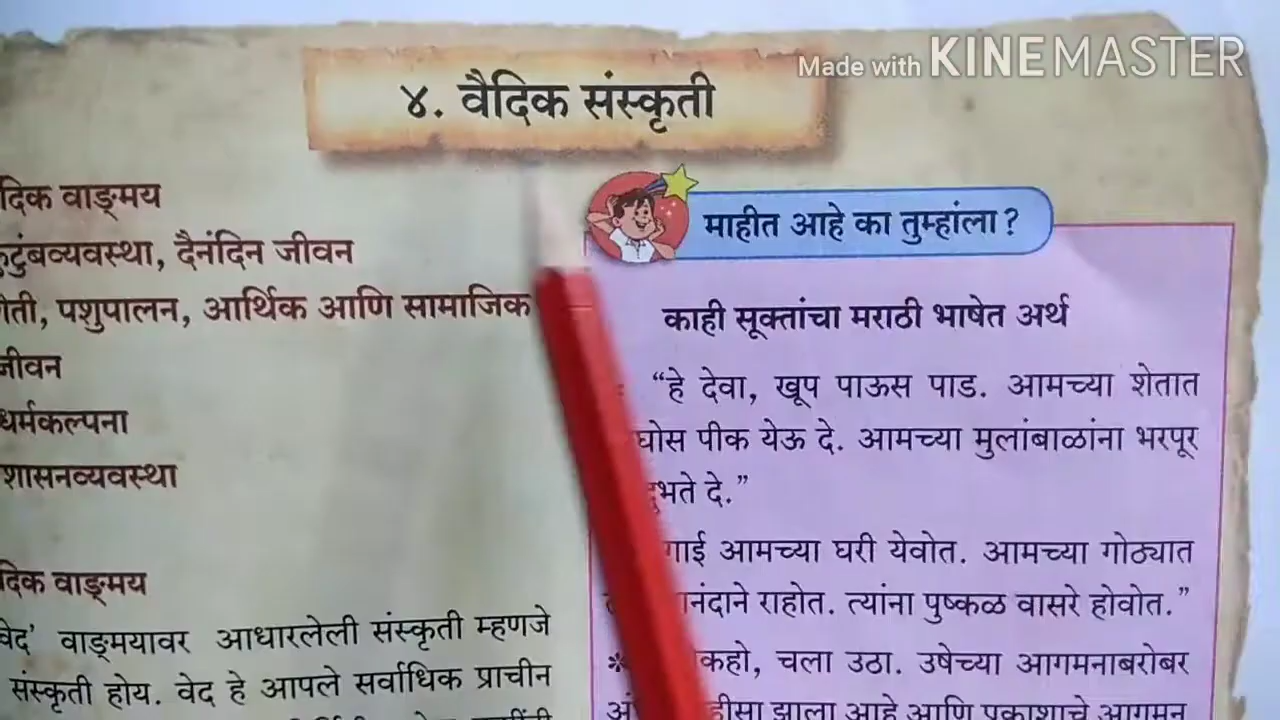 Made with KINEMASTER
४. वैदिक संस्कृती
दिक वाङ्‌मय
कुटुंबव्यवस्था, दैनंदिन जीवन
शेती, पशुपालन, आर्थिक आणि सामाजिक
जीवन
धर्मकल्पना
शासनव्यवस्था
दिक वाङ्‌मय
वेद’ वाङ्‌मयावर आधारलेली संस्कृती म्हणजे
संस्कृती होय. वेद हे आपले सर्वाधिक प्राचीन
माहीत आहे का तुम्हांला ?
काही सूक्तांचा मराठी भाषेत अर्थ
“हे देवा, खूप पाऊस पाड. आमच्या शेतात
घोस पीक येऊ दे. आमच्या मुलांबाळांना भरपूर
दुभते दे.”
गाई आमच्या घरी येवोत. आमच्या गोठ्यात
नंदाने राहोत. त्यांना पुष्कळ वासरे होवोत.”
* कहो, चला उठा. उषेच्या आगमनाबरोबर
हीसा झाला आहे आणि प्रकाशाचे आगमन